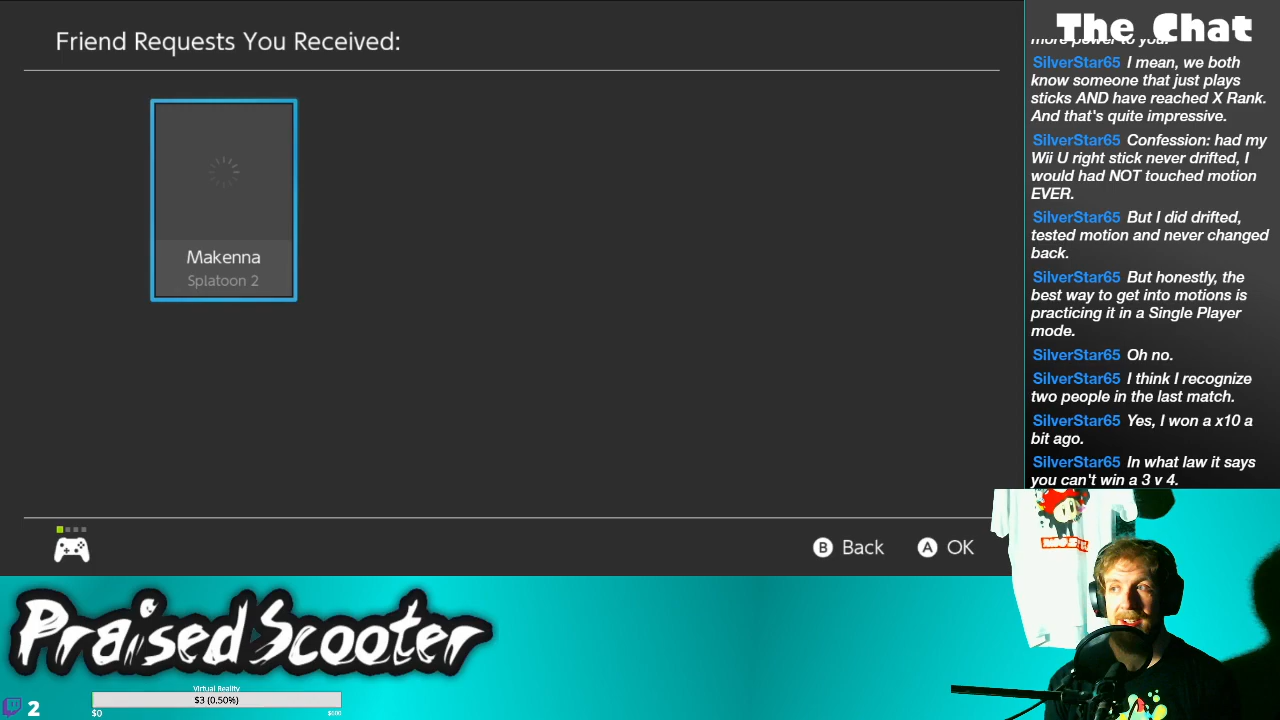 Friend Requests You Received:
Makenna
Splatoon 2
B Back
A OK
The Chat
more power to you.
SilverStar65 I mean, we both
know someone that just plays
sticks AND have reached X Rank.
And that's quite impressive.
SilverStar65 Confession: had my
Wii U right stick never drifted, I
would had NOT touched motion
EVER.
SilverStar65 But I did drifted,
tested motion and never changed
back.
SilverStar65 But honestly, the
best way to get into motions is
practicing it in a Single Player
mode.
SilverStar65 Oh no.
SilverStar65 I think I recognize
two people in the last match.
SilverStar65 Yes, I won a x10 a
bit ago.
SilverStar65 In what law it says
you can't win a 3 v 4.
PraisedScooter
2
Virtual Reality
$3 (0.50%)
$0